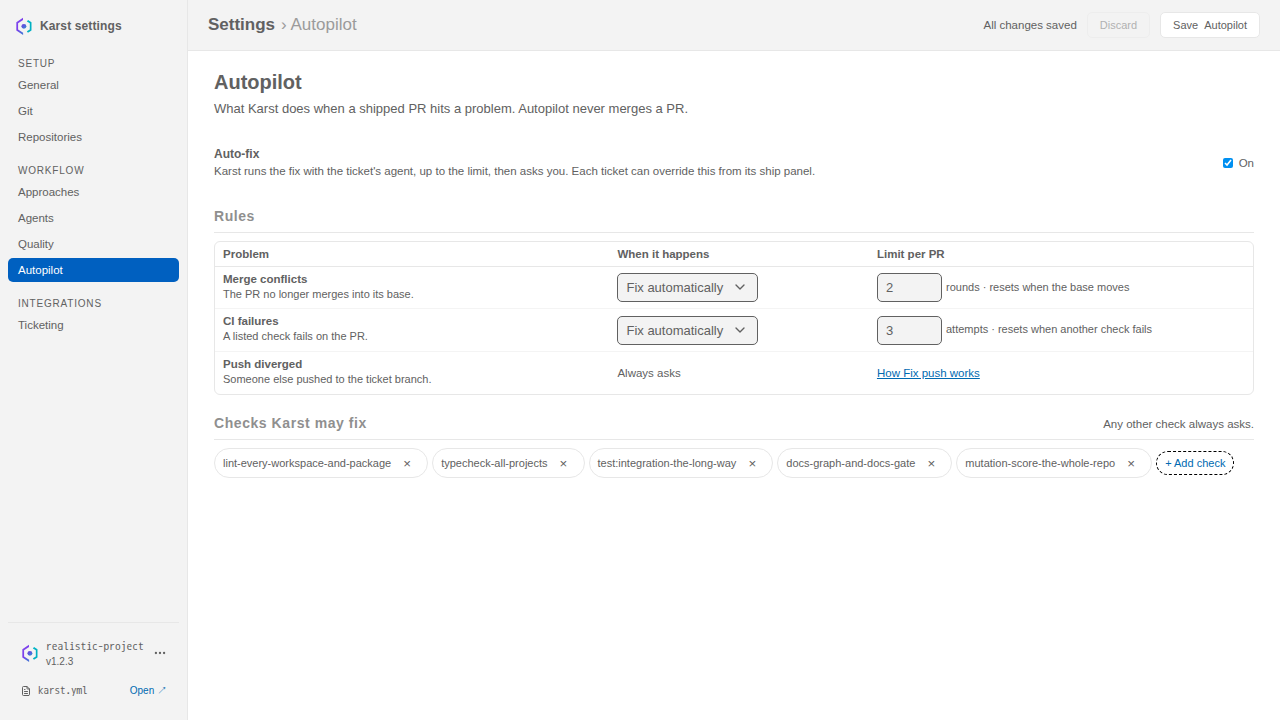 Karst settings
Settings › Autopilot
All changes saved
Discard
Save Autopilot
SETUP
General
Git
Repositories
WORKFLOW
Approaches
Agents
Quality
Autopilot
INTEGRATIONS
Ticketing
realistic-project
v1.2.3
karst.yml
Open ↗
Autopilot
What Karst does when a shipped PR hits a problem. Autopilot never merges a PR.
Auto-fix
Karst runs the fix with the ticket's agent, up to the limit, then asks you. Each ticket can override this from its ship panel.
On
Rules
Problem When it happens Limit per PR
Merge conflicts
The PR no longer merges into its base.
Fix automatically
2 rounds · resets when the base moves
CI failures
A listed check fails on the PR.
Fix automatically
3 attempts · resets when another check fails
Push diverged
Someone else pushed to the ticket branch.
Always asks
How Fix push works
Checks Karst may fix
Any other check always asks.
lint-every-workspace-and-package × typecheck-all-projects × test:integration-the-long-way × docs-graph-and-docs-gate × mutation-score-the-whole-repo × + Add check